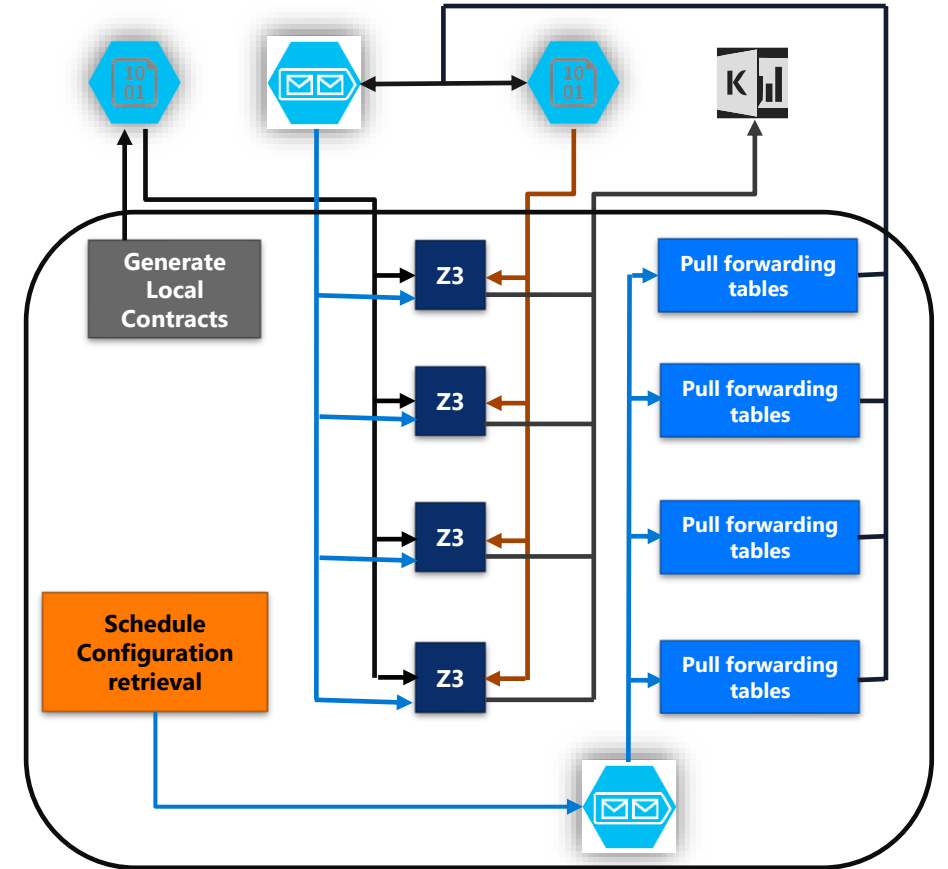 10
01
10
01
K
Generate
Local
Contracts
Z3
Pull forwarding
tables
Z3
Pull forwarding
tables
Z3
Pull forwarding
tables
Schedule
Configuration
retrieval
Z3
Pull forwarding
tables